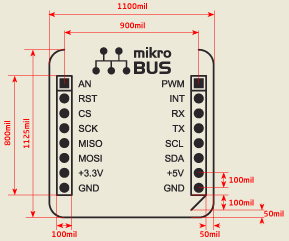 1100mil
900mil
mikro
BUS
AN PWM
RST INT
CS RX
SCK TX
MISO SCL
MOSI SDA
+3.3V +5V
GND GND
800mil
1125mil
100mil
100mil
50mil
100mil
50mil